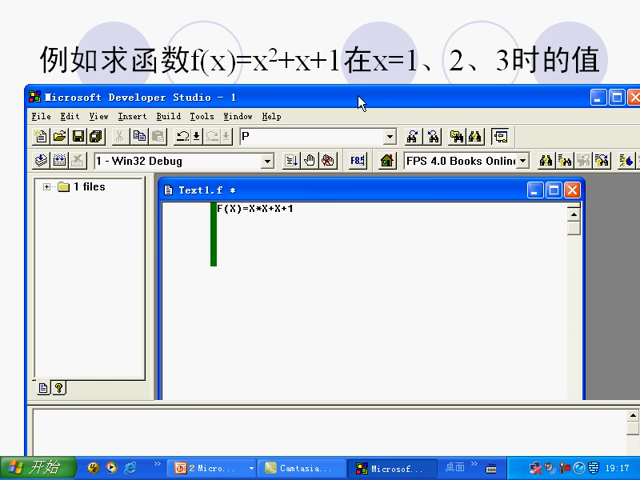 例如求函数f(x)=x²+x+1在x=1、2、3时的值
Microsoft Developer Studio - 1
File Edit View Insert Build Tools Window Help
P
1 - Win32 Debug
F8!
FPS 4.0 Books Onlin
1 files
Text1.f *
F(X)=X*X+X+1
开始
2 Micro...
Camtasia...
Microsof...
桌面
19:17